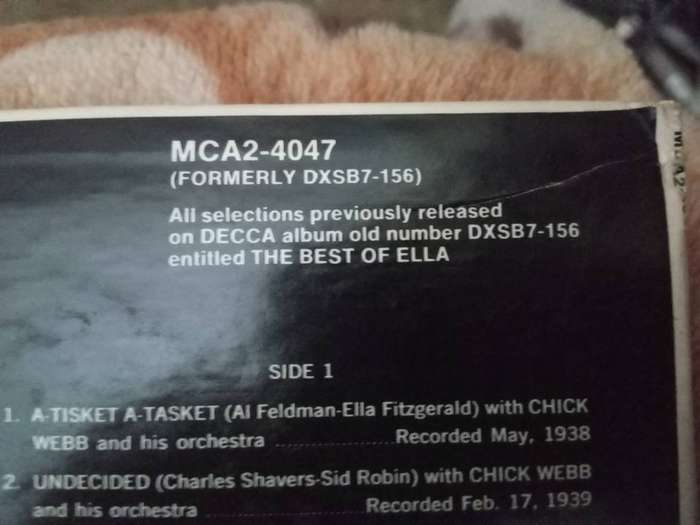 MCA2-4047
(FORMERLY DXSB7-156)
All selections previously released
on DECCA album old number DXSB7-156
entitled THE BEST OF ELLA
SIDE 1
1. A-TISKET A-TASKET (Al Feldman-Ella Fitzgerald) with CHICK
WEBB and his orchestra ..................... Recorded May, 1938
2. UNDECIDED (Charles Shavers-Sid Robin) with CHICK WEBB
and his orchestra ........................... Recorded Feb. 17, 1939